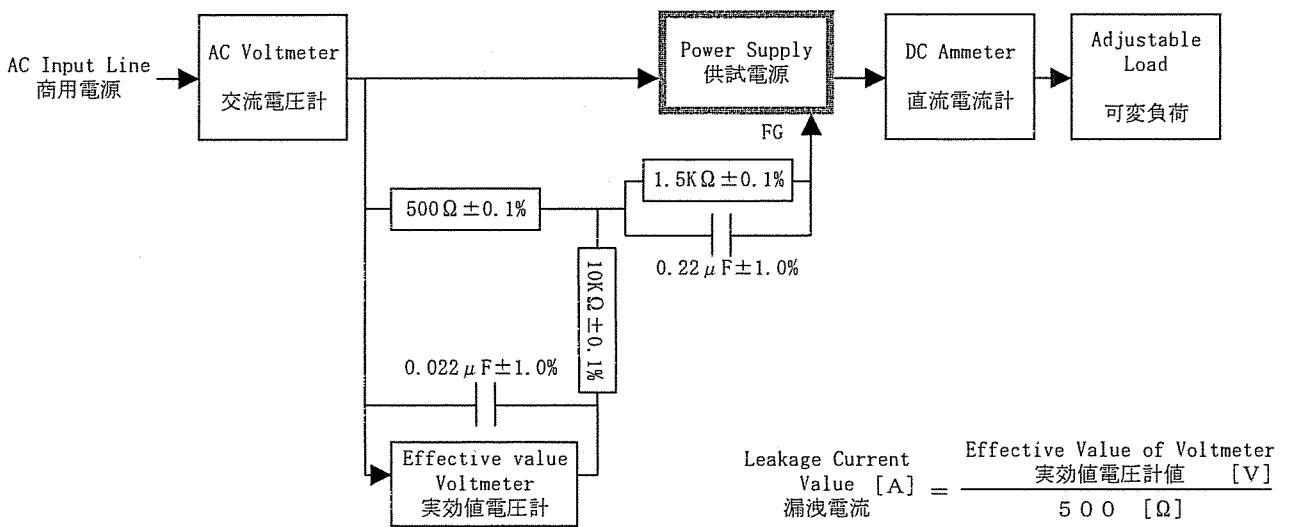 AC Input Line
商用電源
AC Voltmeter
交流電圧計
Power Supply
供試電源
DC Ammeter
直流電流計
Adjustable
Load
可変負荷
FG
1.5KΩ±0.1%
500Ω±0.1%
0.22μF±1.0%
10KΩ±0.1%
0.022μF±1.0%
Effective value
Voltmeter
実効値電圧計
Leakage Current
Value [A] =
漏洩電流
Effective Value of Voltmeter
実効値電圧計値 [V]
500 [Ω]